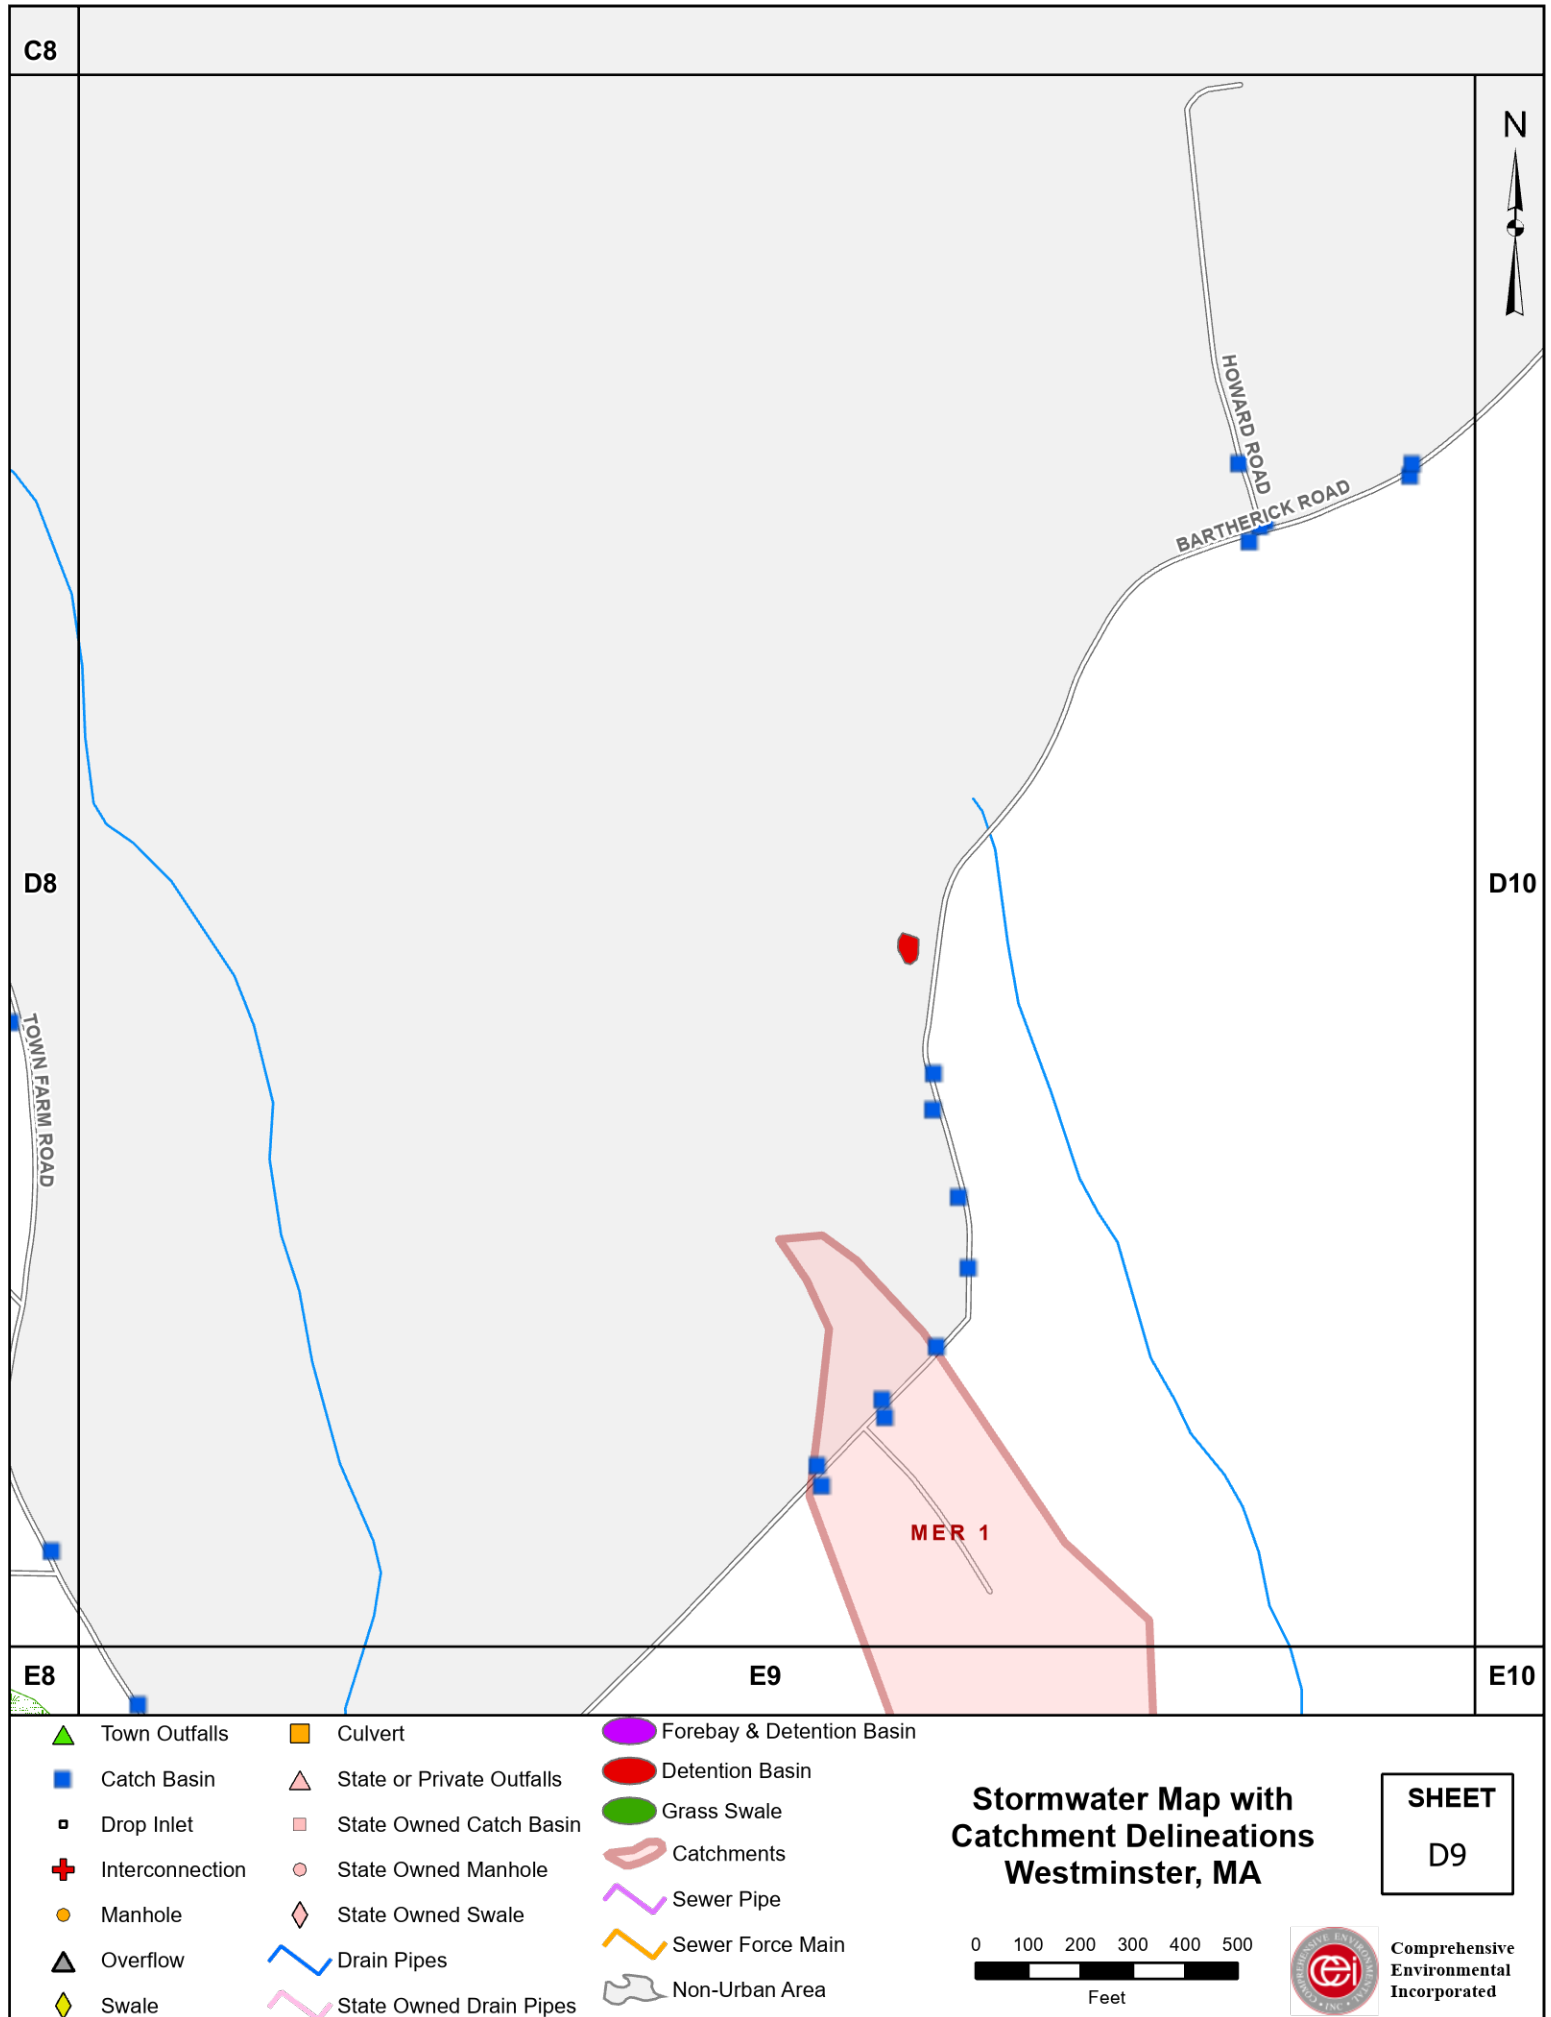 C8
N
HOWARD ROAD
BARTHERICK ROAD
D8
D10
TOWN FARM ROAD
MER 1
E8
E9
E10
Town Outfalls
Catch Basin
Drop Inlet
Interconnection
Manhole
Overflow
Swale
Culvert
State or Private Outfalls
State Owned Catch Basin
State Owned Manhole
State Owned Swale
Drain Pipes
State Owned Drain Pipes
Forebay & Detention Basin
Detention Basin
Grass Swale
Catchments
Sewer Pipe
Sewer Force Main
Non-Urban Area
Stormwater Map with
Catchment Delineations
Westminster, MA
SHEET
D9
0 100 200 300 400 500
Feet
COMPREHENSIVE ENVIRONMENTAL
• INC •
cei
Comprehensive
Environmental
Incorporated